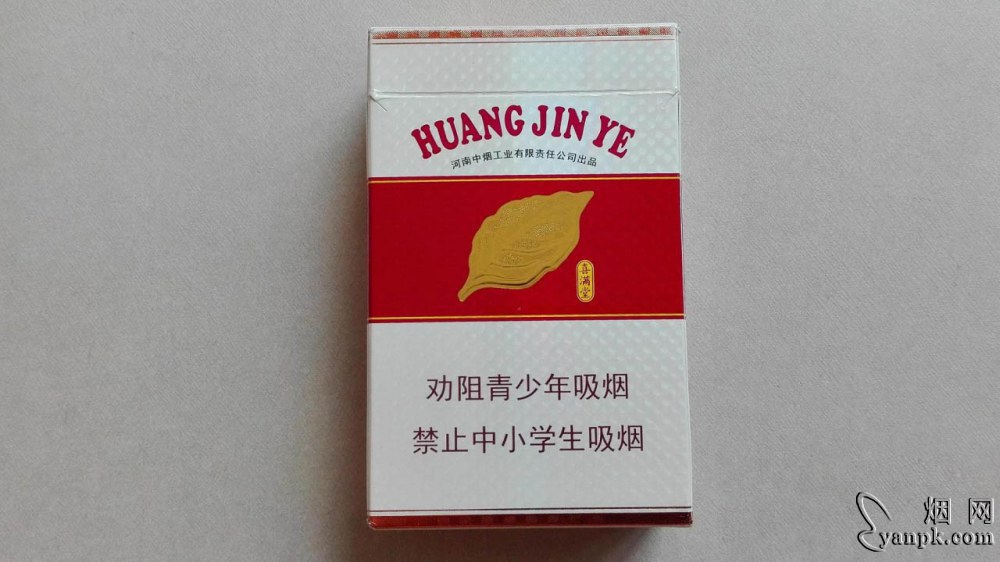 HUANG JIN YE
河南中烟工业有限责任公司出品
喜满堂
劝阻青少年吸烟
禁止中小学生吸烟
烟网
yanpk.com